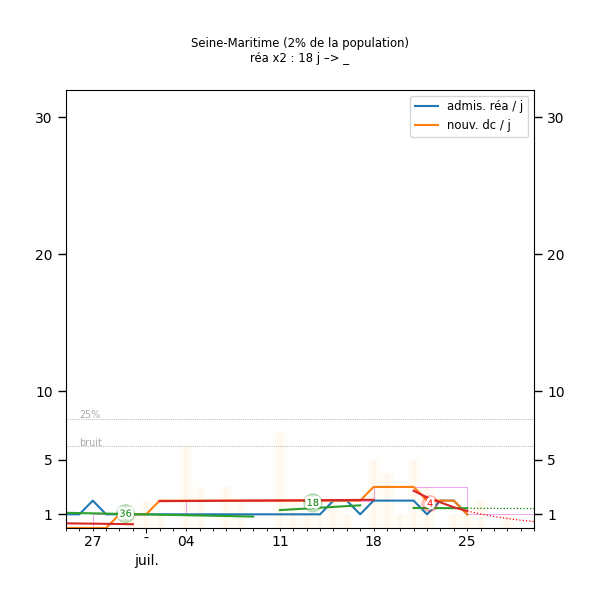 Seine-Maritime (2% de la population)
réa x2 : 18 j –> _
admis. réa / j
nouv. dc / j
30 30
20 20
10 10
25%
bruit
5 5
36 18 4
1 1
27 - 04 11 18 25
juil.